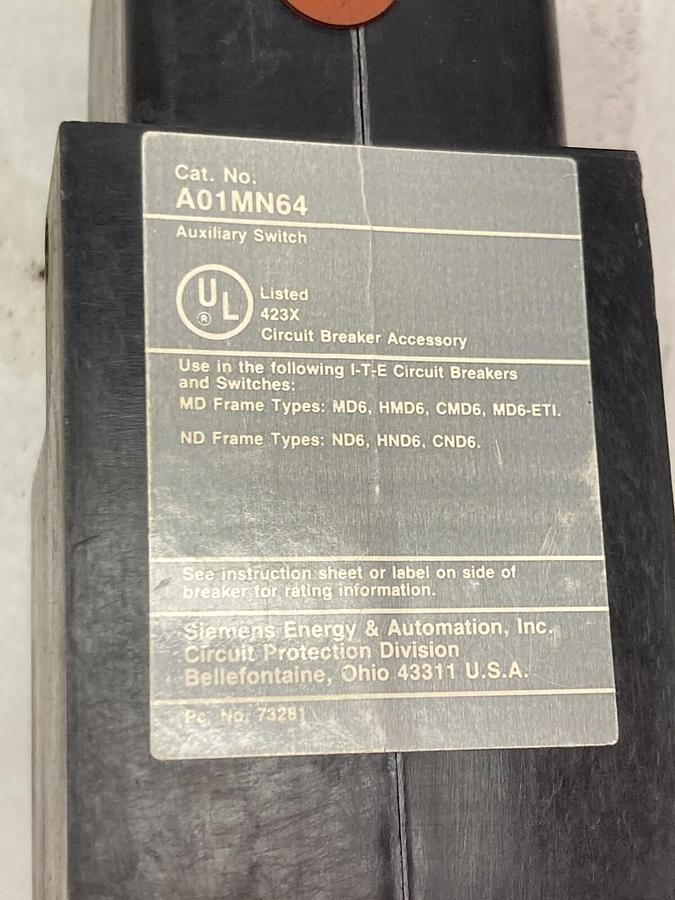 Cat. No.
A01MN64
Auxiliary Switch
UL
®
Listed
423X
Circuit Breaker Accessory
Use in the following I-T-E Circuit Breakers
and Switches:
MD Frame Types: MD6, HMD6, CMD6, MD6-ETI.
ND Frame Types: ND6, HND6, CND6.
See instruction sheet or label on side of
breaker for rating information.
Siemens Energy & Automation, Inc.
Circuit Protection Division
Bellefontaine, Ohio 43311 U.S.A.
Pc. No. 73281